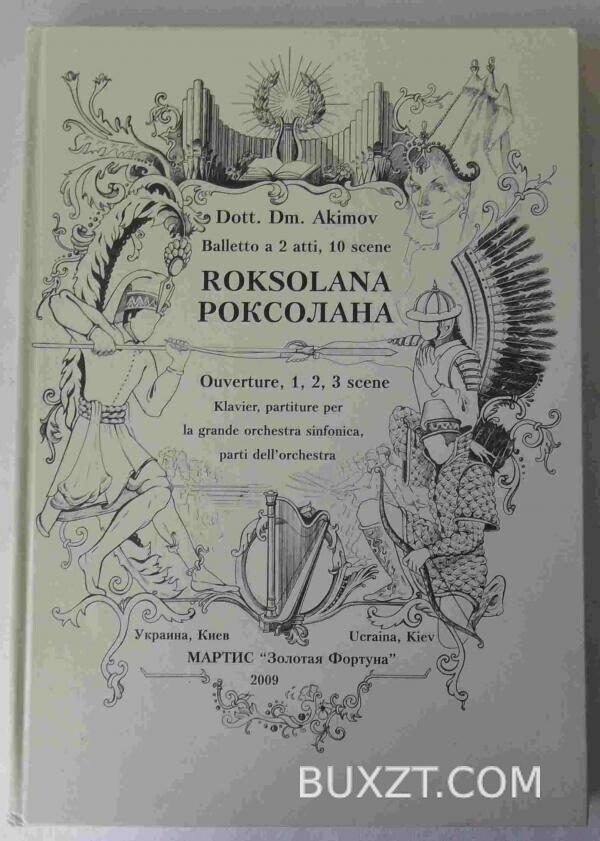 Dott. Dm. Akimov
Balletto a 2 atti, 10 scene
ROKSOLANA
РОКСОЛАНА
Ouverture, 1, 2, 3 scene
Klavier, partiture per
la grande orchestra sinfonica,
parti dell'orchestra
Украина, Киев
Ucraina, Kiev
МАРТИС "Золотая Фортуна"
2009
BUXZT.COM